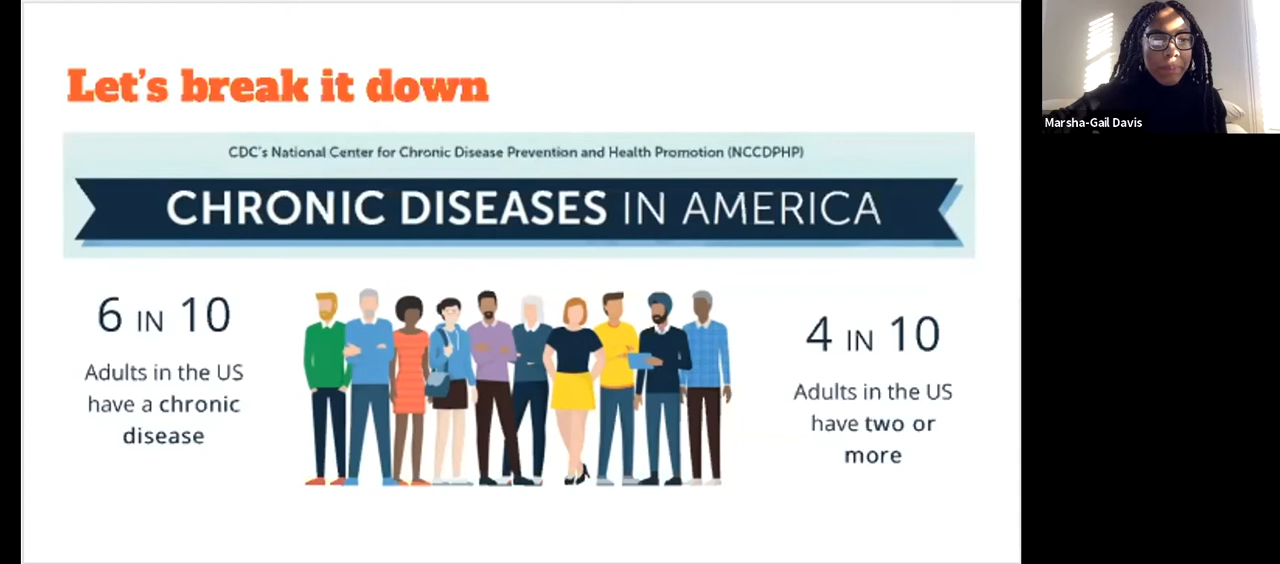 Let's break it down
CDC's National Center for Chronic Disease Prevention and Health Promotion (NCCDPHP)
CHRONIC DISEASES IN AMERICA
6 IN 10
Adults in the US
have a chronic
disease
4 IN 10
Adults in the US
have two or
more
Marsha-Gail Davis